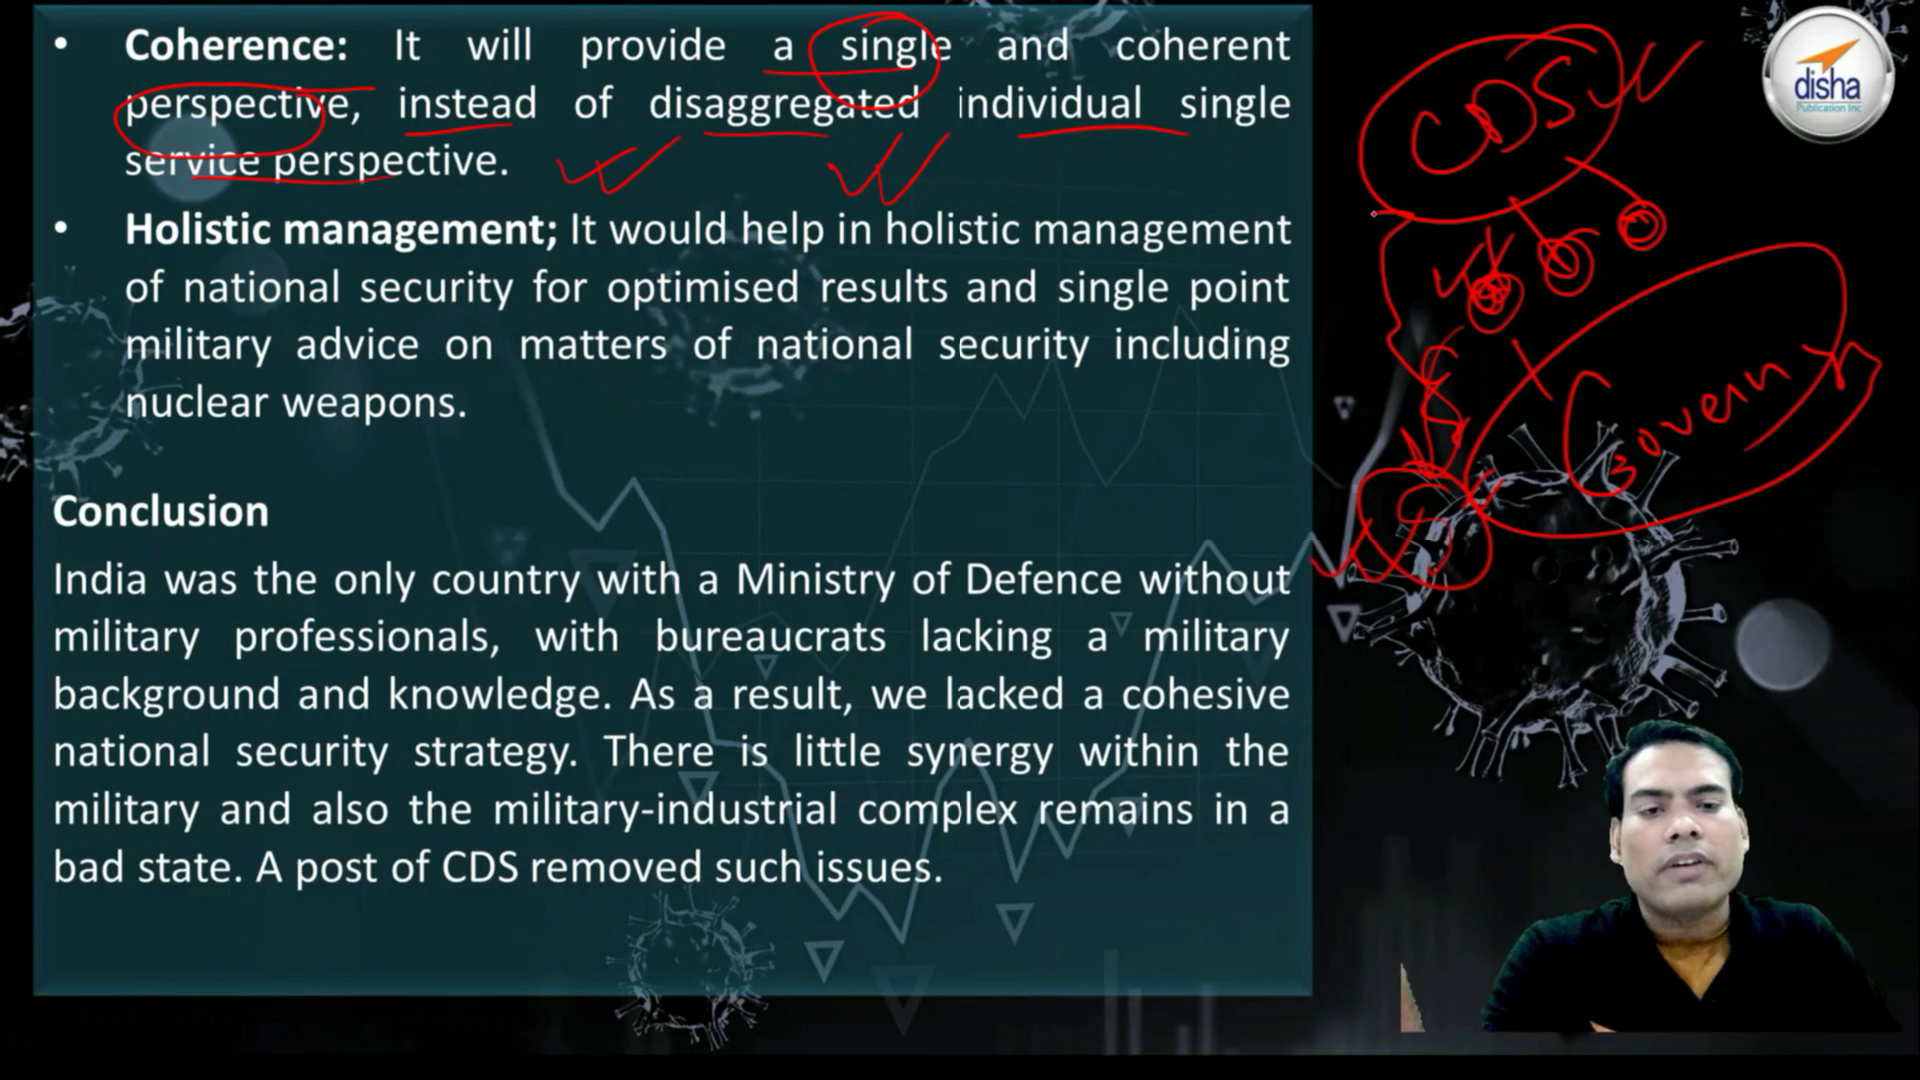 • Coherence: It will provide a single and coherent
perspective, instead of disaggregated individual single
service perspective.
• Holistic management; It would help in holistic management
of national security for optimised results and single point
military advice on matters of national security including
nuclear weapons.
Conclusion
India was the only country with a Ministry of Defence without
military professionals, with bureaucrats lacking a military
background and knowledge. As a result, we lacked a cohesive
national security strategy. There is little synergy within the
military and also the military-industrial complex remains in a
bad state. A post of CDS removed such issues.
CDS
Govern
disha
Publication Inc